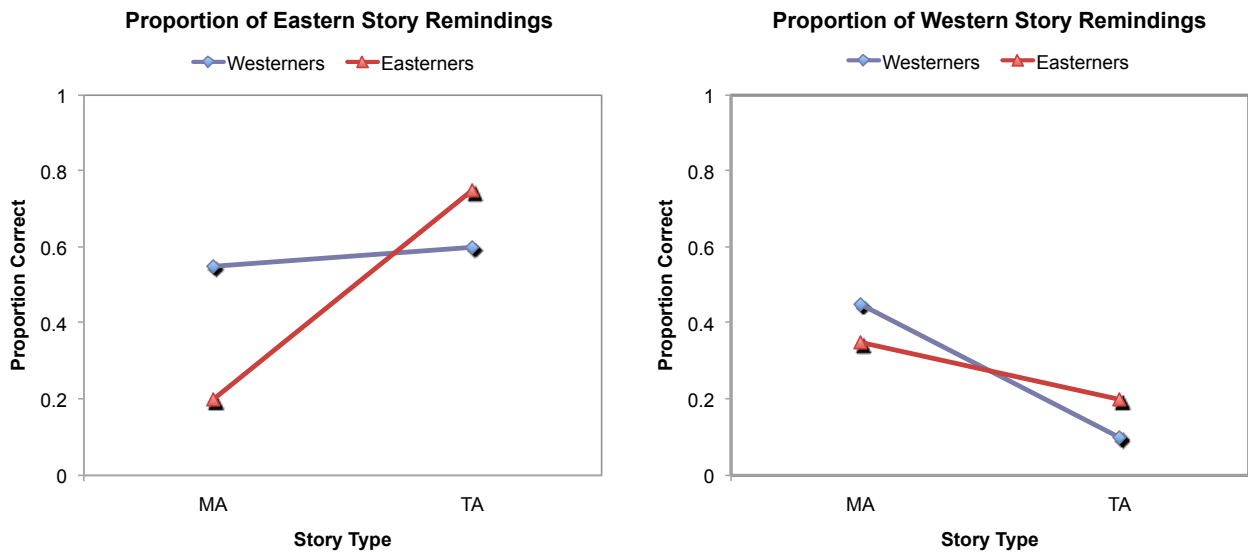 Proportion of Eastern Story Remindings
Westerners Easterners
1
0.8
0.6
0.4
0.2
0
Proportion Correct
MA TA
Story Type
Proportion of Western Story Remindings
Westerners Easterners
1
0.8
0.6
0.4
0.2
0
Proportion Correct
MA TA
Story Type